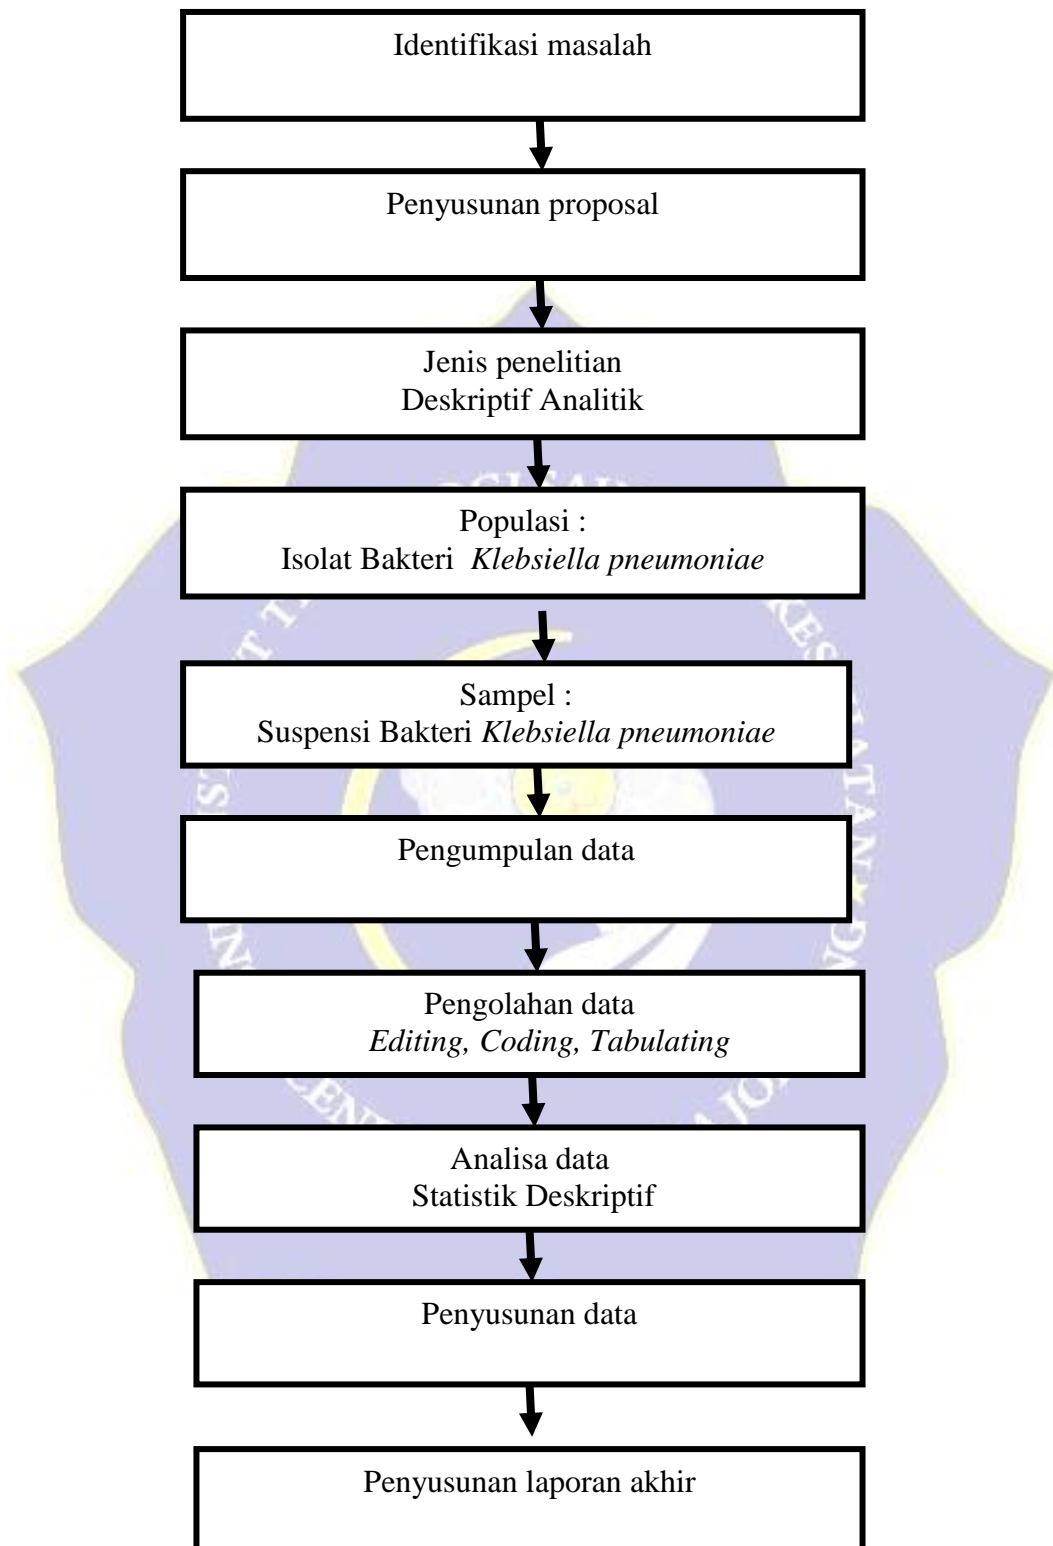 Identifikasi masalah
Penyusunan proposal
Jenis penelitian
Deskriptif Analitik
Populasi :
Isolat Bakteri Klebsiella pneumoniae
Sampel :
Suspensi Bakteri Klebsiella pneumoniae
Pengumpulan data
Pengolahan data
Editing, Coding, Tabulating
Analisa data
Statistik Deskriptif
Penyusunan data
Penyusunan laporan akhir